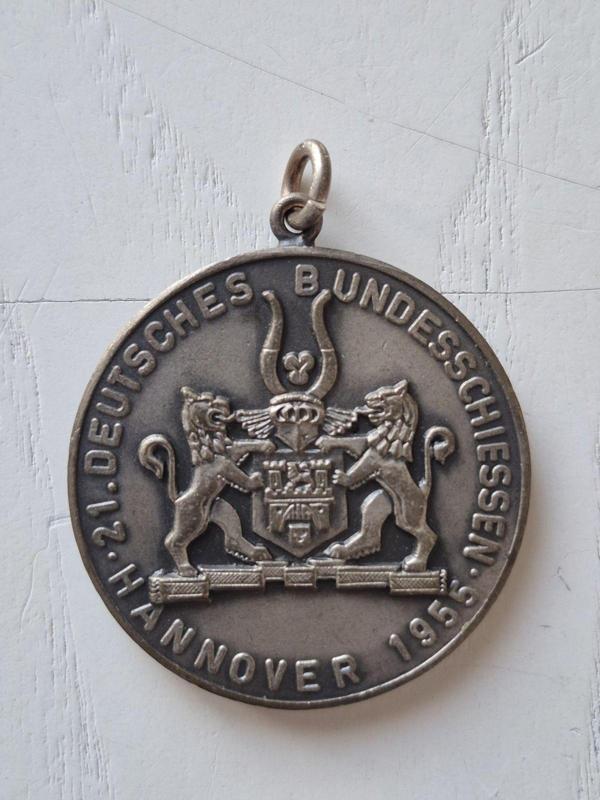 · 21. DEUTSCHES BUNDESSCHIESSEN ·
HANNOVER 1955